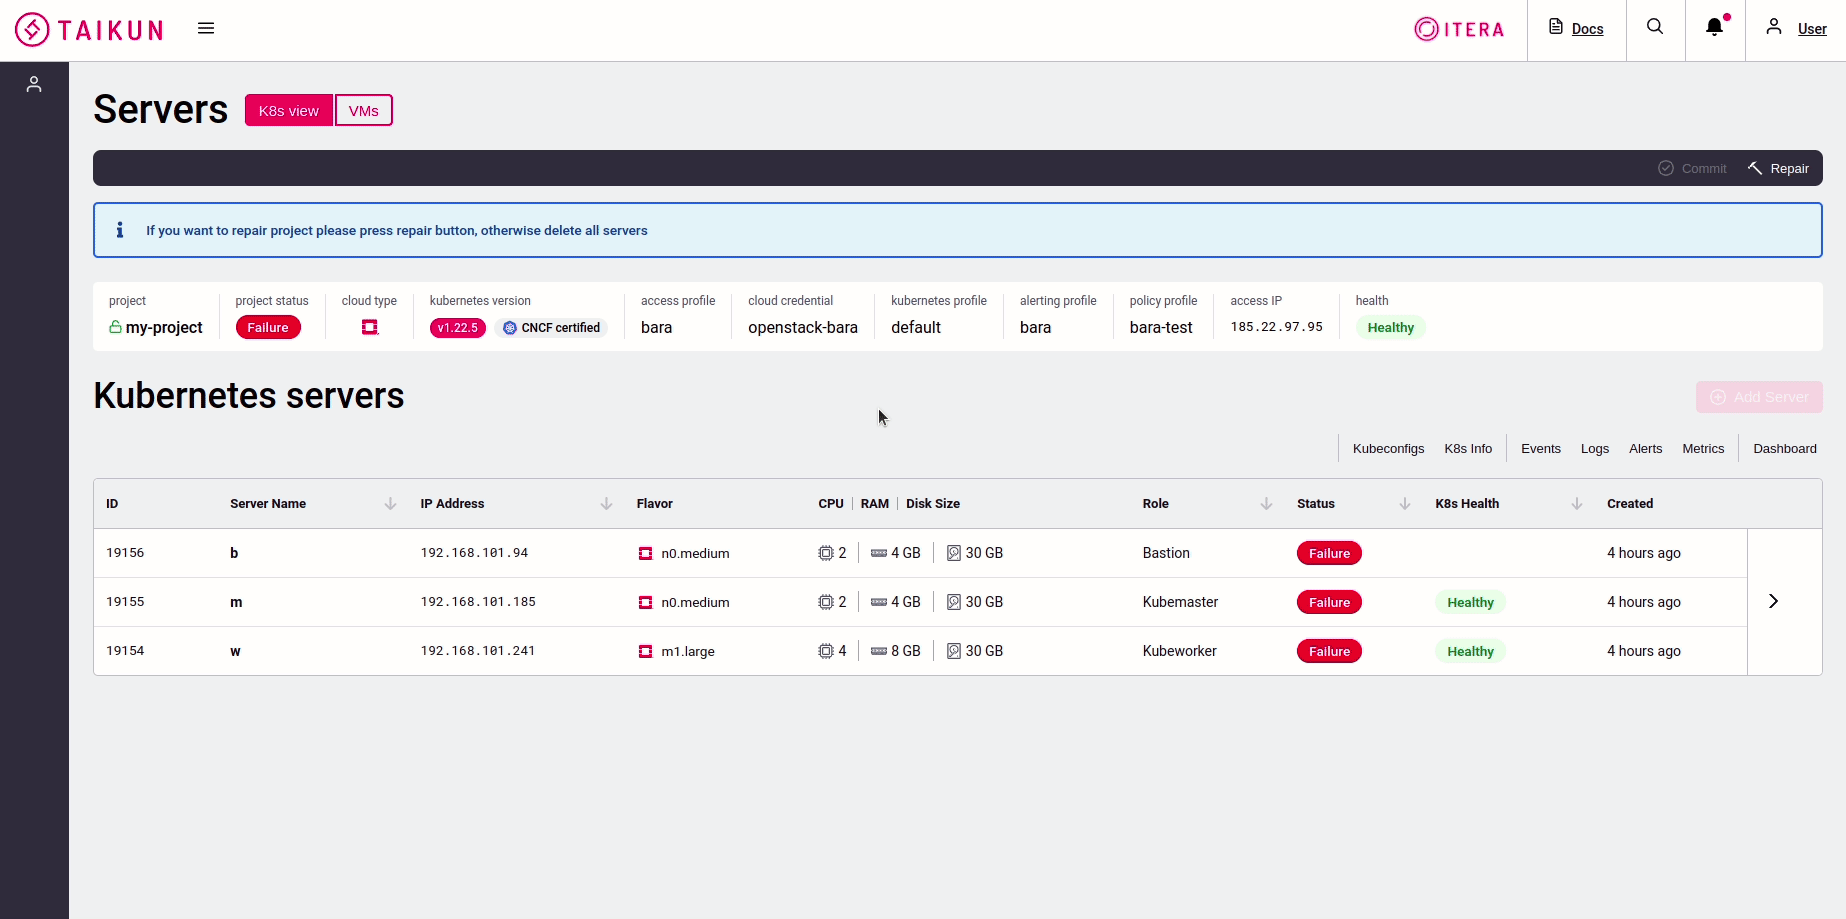 TAIKUN
ITERA Docs User
Servers K8s view VMs
Commit Repair
If you want to repair project please press repair button, otherwise delete all servers
project project status cloud type kubernetes version access profile cloud credential kubernetes profile alerting profile policy profile access IP health
my-project Failure v1.22.5 CNCF certified bara openstack-bara default bara bara-test 185.22.97.95 Healthy
Kubernetes servers Add Server
Kubeconfigs K8s Info Events Logs Alerts Metrics Dashboard
ID Server Name IP Address Flavor CPU RAM Disk Size Role Status K8s Health Created
19156 b 192.168.101.94 n0.medium 2 4 GB 30 GB Bastion Failure 4 hours ago
19155 m 192.168.101.185 n0.medium 2 4 GB 30 GB Kubemaster Failure Healthy 4 hours ago
19154 w 192.168.101.241 m1.large 4 8 GB 30 GB Kubeworker Failure Healthy 4 hours ago